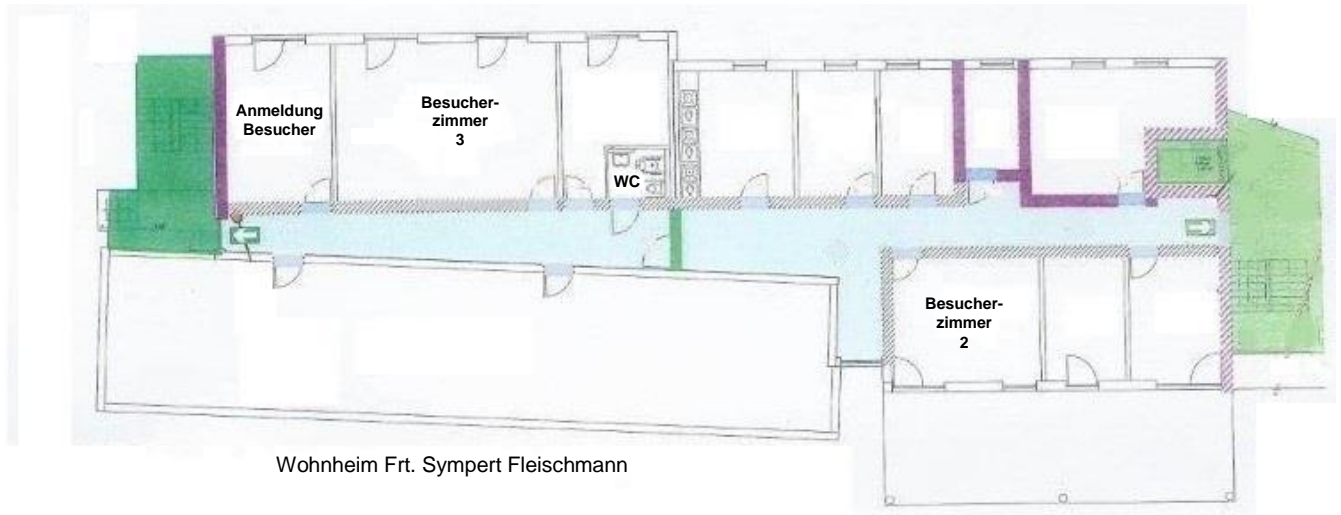 Anmeldung
Besucher
Besucher-
zimmer
3
WC
Besucher-
zimmer
2
Wohnheim Frt. Sympert Fleischmann